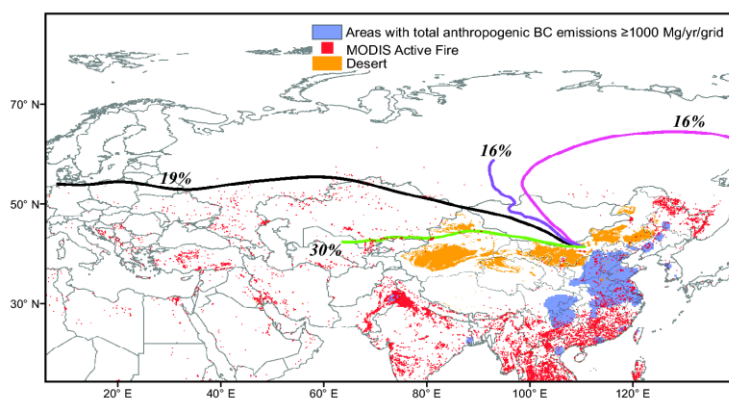 Areas with total anthropogenic BC emissions ≥1000 Mg/yr/grid
MODIS Active Fire
Desert
70° N
16%
16%
19%
50° N
30%
30° N
20° E 40° E 60° E 80° E 100° E 120° E